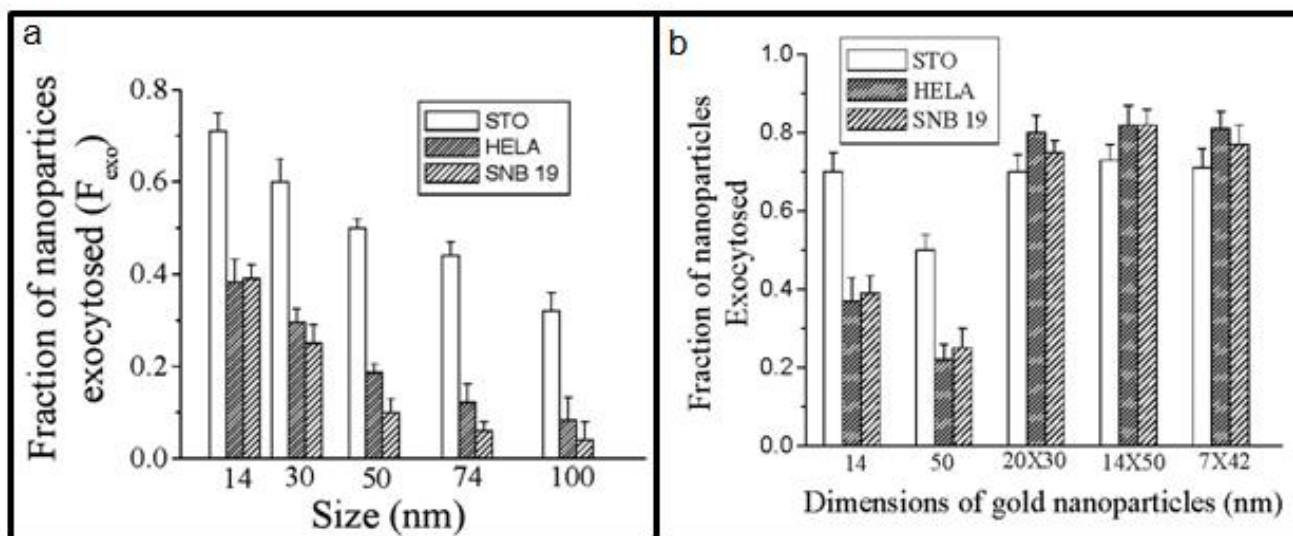 a
Fraction of nanopartices
exocytosed (F_exo)
0.8
0.6
0.4
0.2
0.0
STO
HELA
SNB 19
14 30 50 74 100
Size (nm)
b
Fraction of nanoparticles
Exocytosed
1.0
0.8
0.6
0.4
0.2
0.0
STO
HELA
SNB 19
14 50 20X30 14X50 7X42
Dimensions of gold nanoparticles (nm)